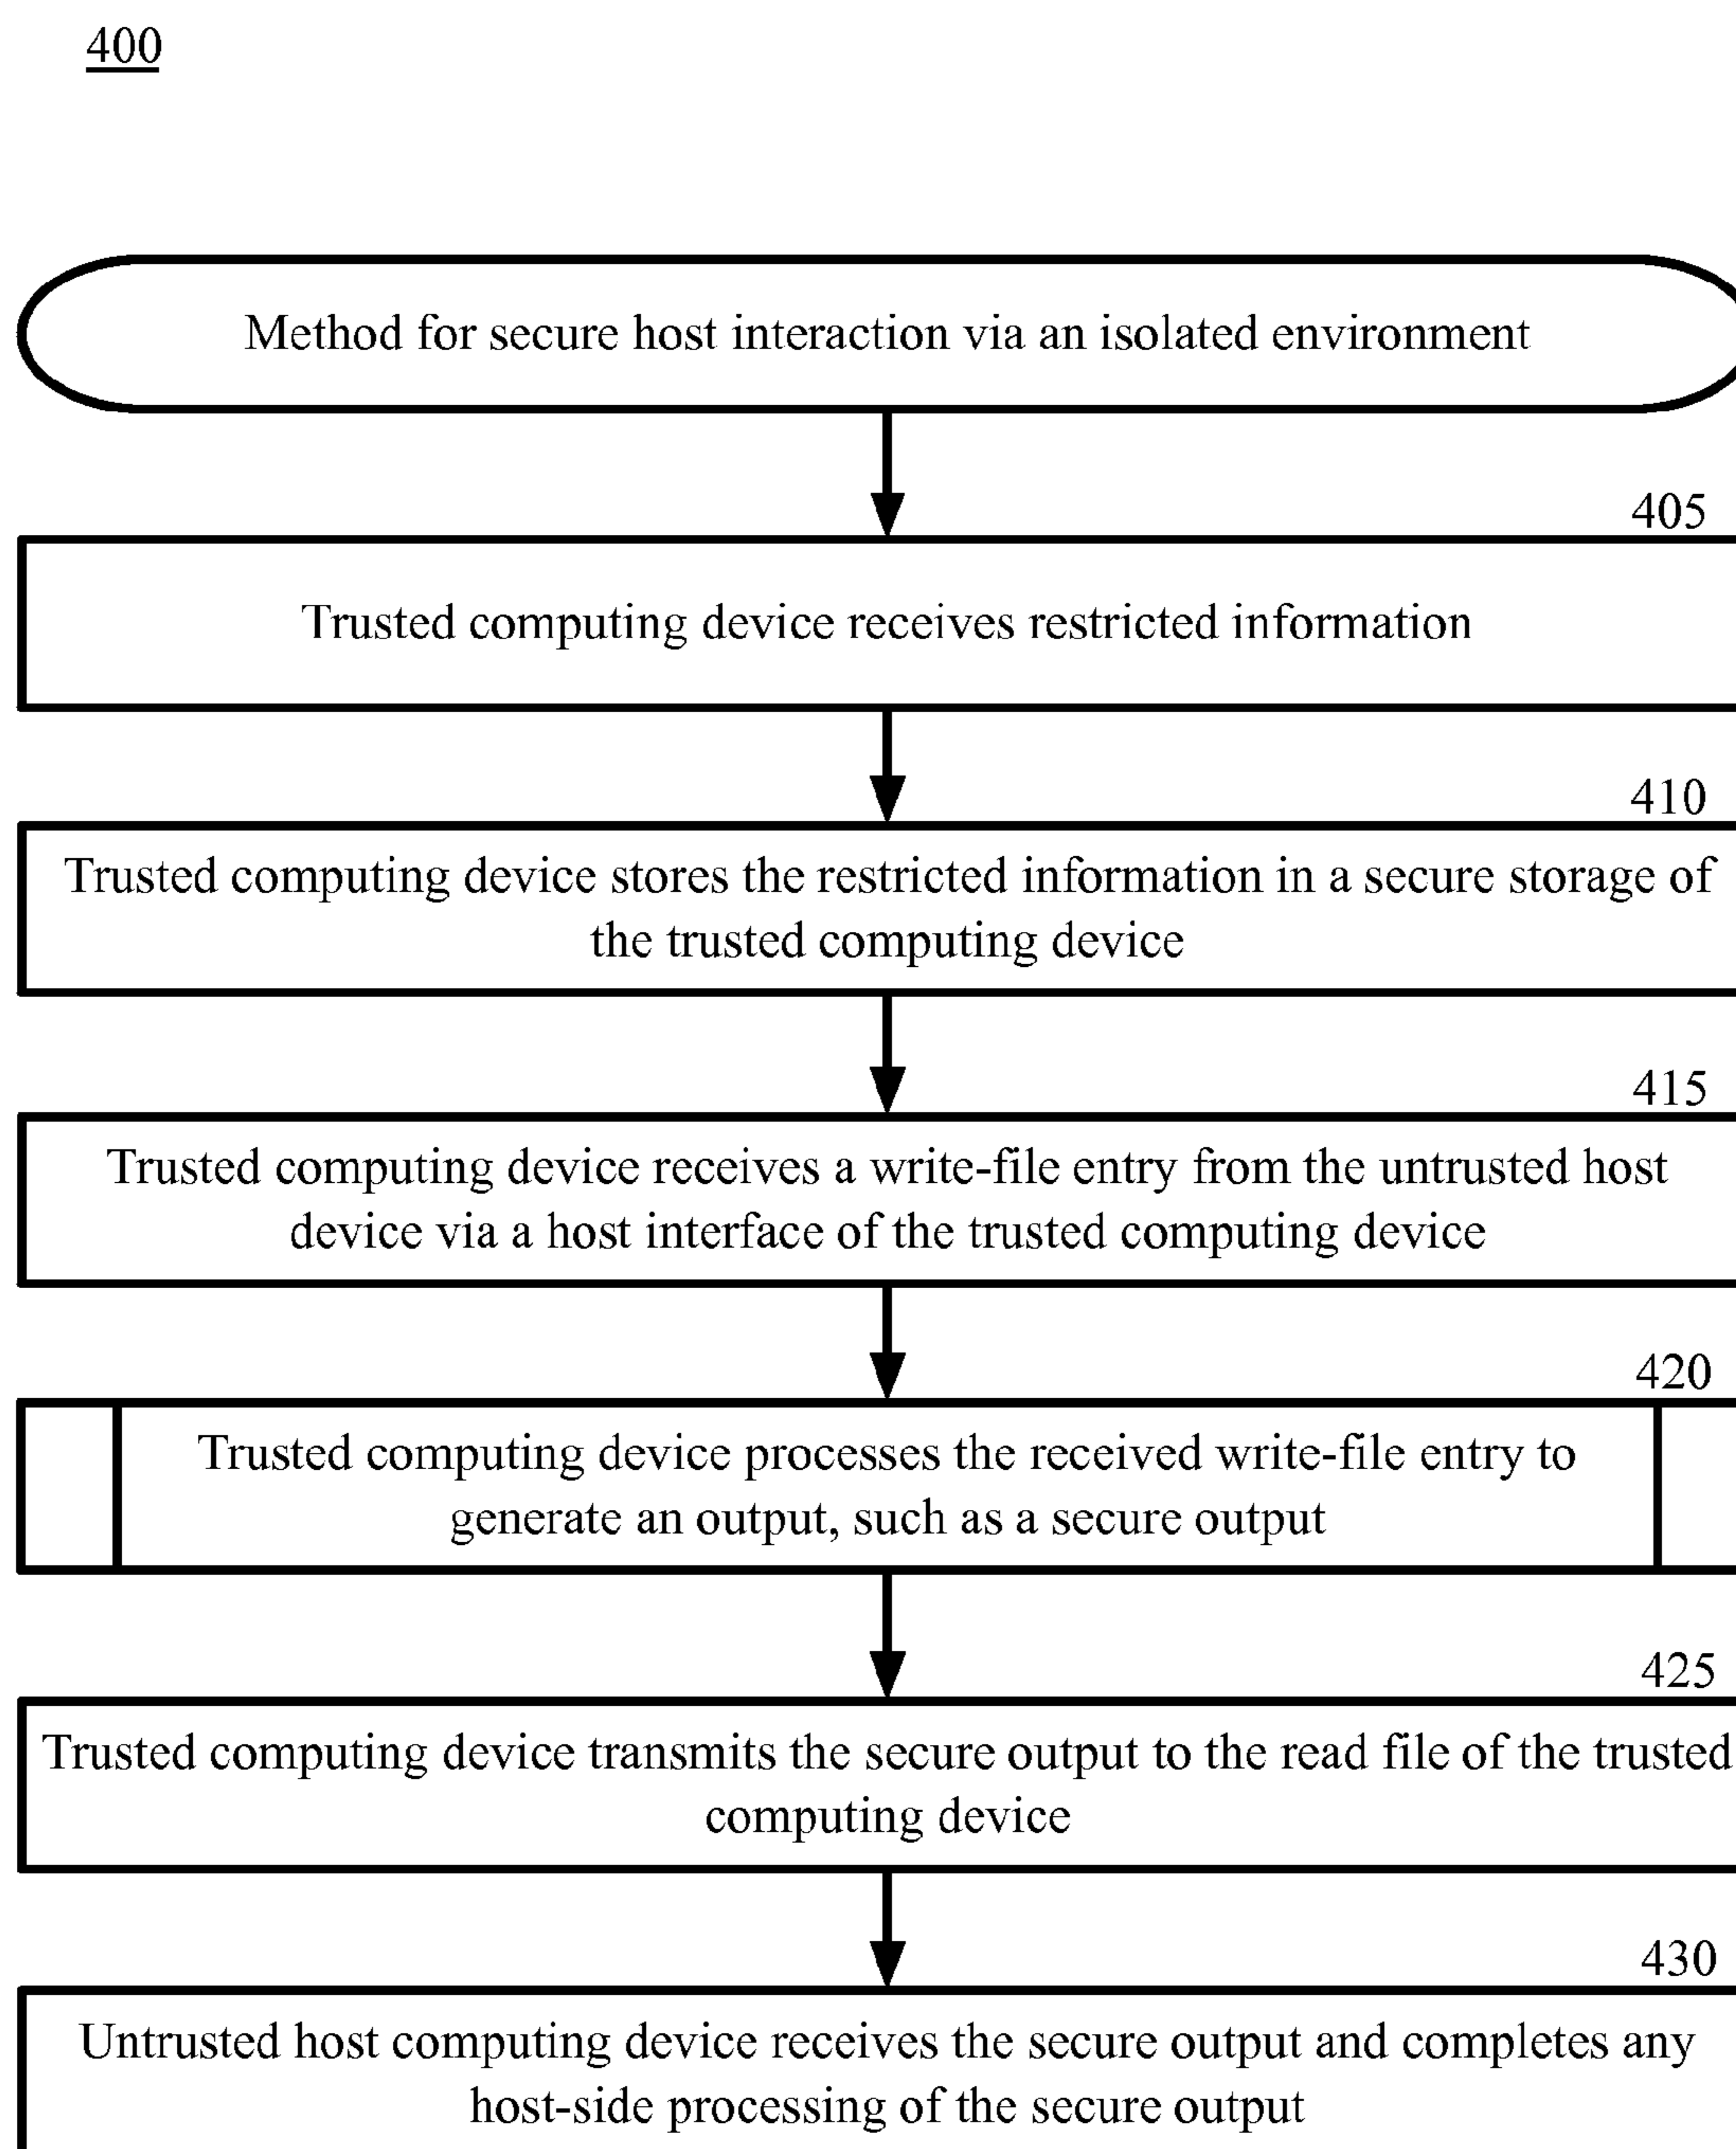 400
Method for secure host interaction via an isolated environment
405
Trusted computing device receives restricted information
410
Trusted computing device stores the restricted information in a secure storage of
the trusted computing device
415
Trusted computing device receives a write-file entry from the untrusted host
device via a host interface of the trusted computing device
420
Trusted computing device processes the received write-file entry to
generate an output, such as a secure output
425
Trusted computing device transmits the secure output to the read file of the trusted
computing device
430
Untrusted host computing device receives the secure output and completes any
host-side processing of the secure output